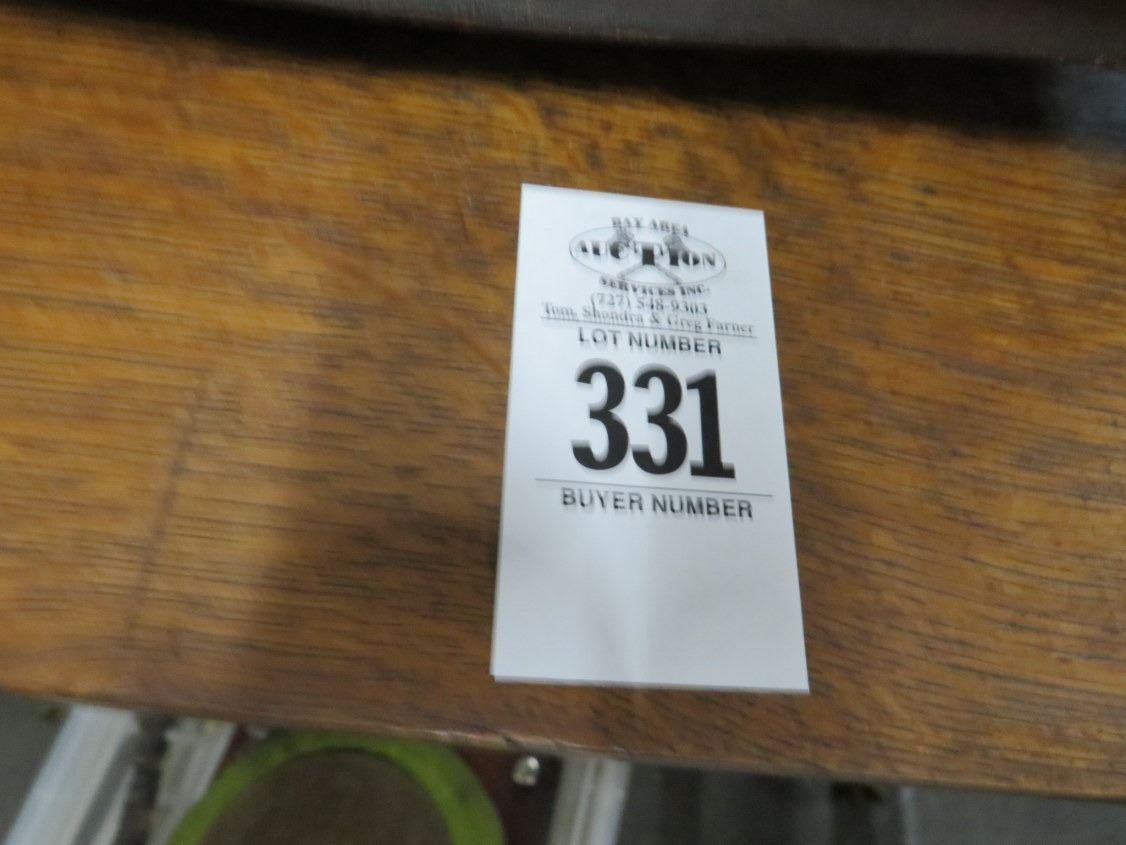 BAY AREA
AUCTION
SERVICES INC.
(727) 548-9303
Tom, Shondra & Greg Farner
LOT NUMBER
331
BUYER NUMBER